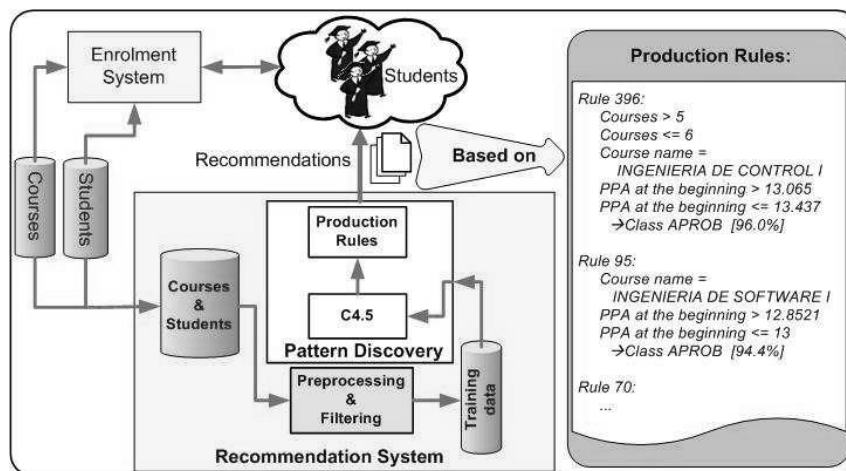 Enrolment
System
Students
Courses
Students
Recommendations
Based on
Production
Rules
Courses
&
Students
C4.5
Pattern Discovery
Preprocessing
&
Filtering
Training
data
Recommendation System
Production Rules:
Rule 396:
Courses > 5
Courses <= 6
Course name =
INGENIERIA DE CONTROL I
PPA at the beginning > 13.065
PPA at the beginning <= 13.437
→Class APROB [96.0%]
Rule 95:
Course name =
INGENIERIA DE SOFTWARE I
PPA at the beginning > 12.8521
PPA at the beginning <= 13
→Class APROB [94.4%]
Rule 70:
...